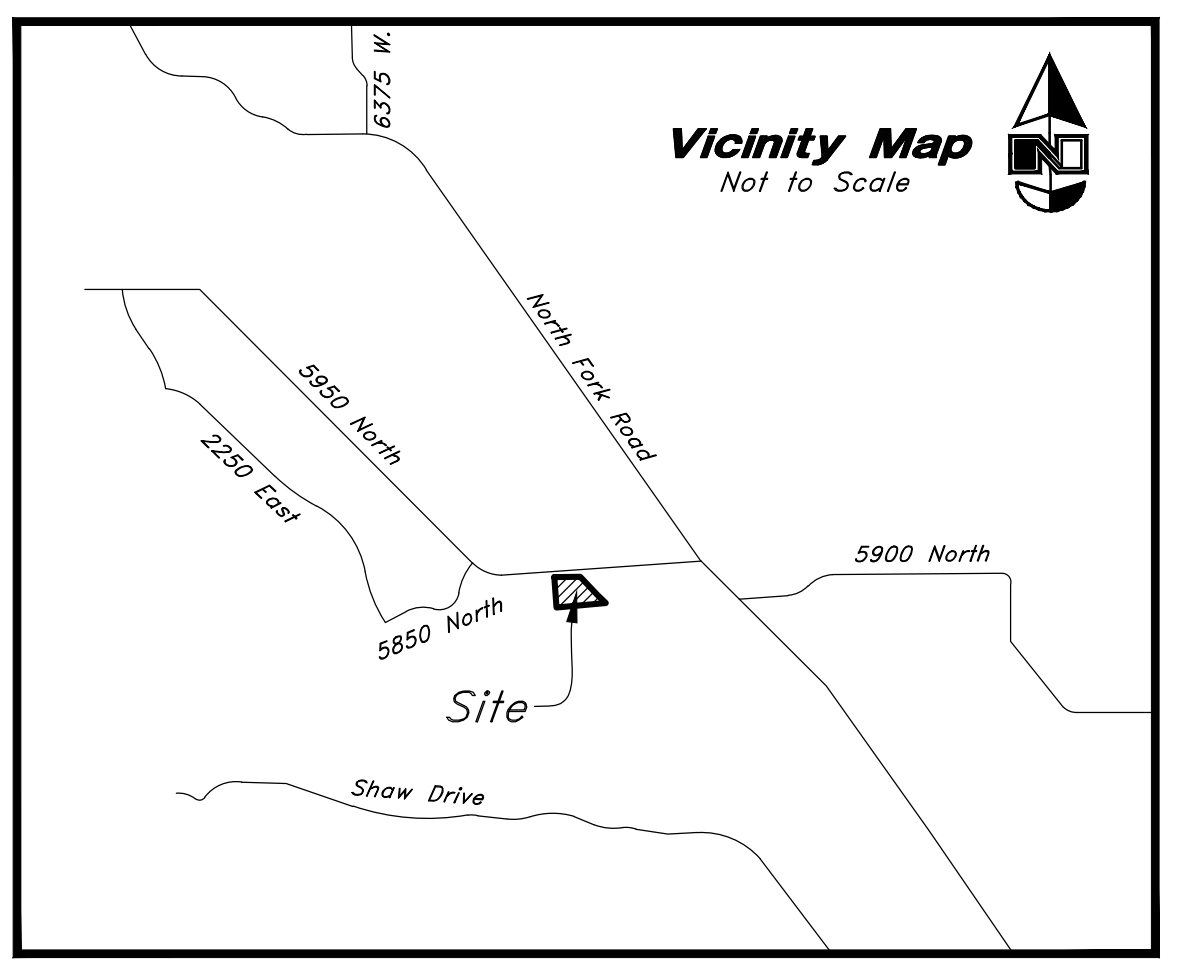 6375 W.
Vicinity Map
Not to Scale
N
North Fork Road
5950 North
2250 East
5900 North
5850 North
Site
Shaw Drive